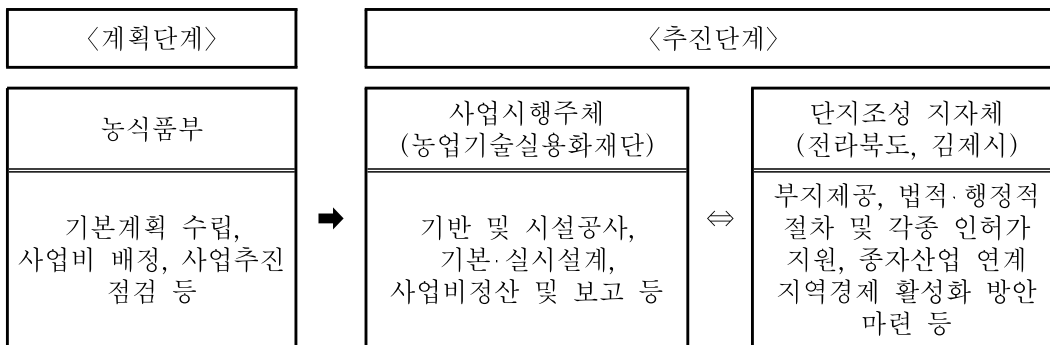 〈계획단계〉
〈추진단계〉
농식품부
기본계획 수립,
사업비 배정, 사업추진
점검 등
➡
사업시행주체
(농업기술실용화재단)
기반 및 시설공사,
기본·실시설계,
사업비정산 및 보고 등
⇔
단지조성 지자체
(전라북도, 김제시)
부지제공, 법적·행정적
절차 및 각종 인허가
지원, 종자산업 연계
지역경제 활성화 방안
마련 등